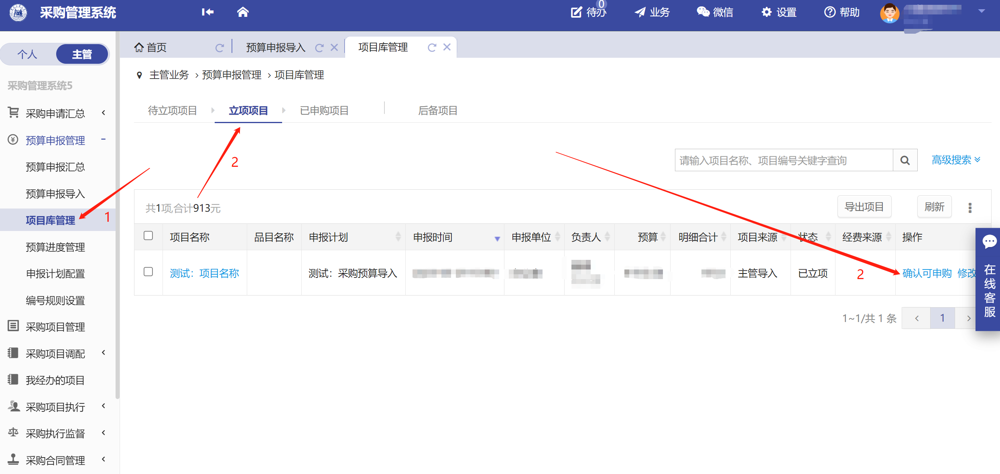 采购管理系统
待办 0
业务
微信
设置
帮助
个人 主管
采购管理系统5
采购申请汇总
预算申报管理
预算申报汇总
预算申报导入
项目库管理 1
预算进度管理
申报计划配置
编号规则设置
采购项目管理
采购项目调配
我经办的项目
采购项目执行
采购执行监督
采购合同管理
首页 预算申报导入 项目库管理
主管业务 › 预算申报管理 › 项目库管理
待立项项目 立项项目 已申购项目 后备项目
2
请输入项目名称、项目编号关键字查询 高级搜索
共1项,合计913元 导出项目 刷新
项目名称 品目名称 申报计划 申报时间 申报单位 负责人 预算 明细合计 项目来源 状态 经费来源 操作
测试：项目名称 测试：采购预算导入 主管导入 已立项 2 确认可申购 修改
1~1/共 1 条 ‹ 1 ›
在线客服